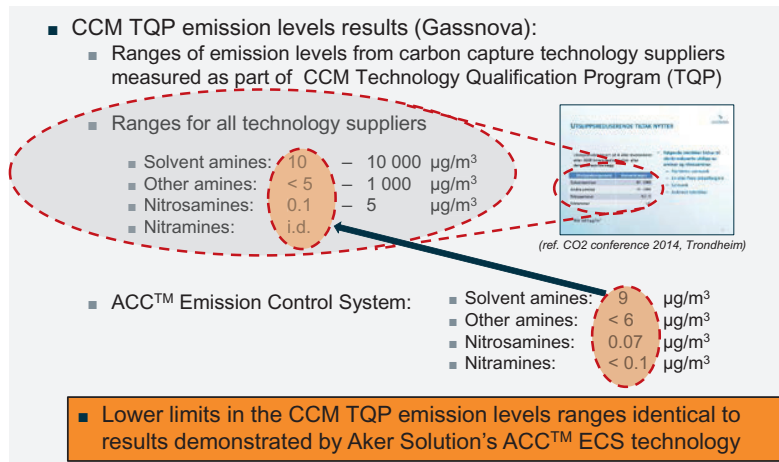 ■ CCM TQP emission levels results (Gassnova):
■ Ranges of emission levels from carbon capture technology suppliers
measured as part of CCM Technology Qualification Program (TQP)
■ Ranges for all technology suppliers
■ Solvent amines: 10 – 10 000 µg/m³
■ Other amines: < 5 – 1 000 µg/m³
■ Nitrosamines: 0.1 – 5 µg/m³
■ Nitramines: i.d.
UTSLIPPSREDUSERENDE TILTAK NYTTER
(ref. CO2 conference 2014, Trondheim)
■ ACC™ Emission Control System:
■ Solvent amines: 9 µg/m³
■ Other amines: < 6 µg/m³
■ Nitrosamines: 0.07 µg/m³
■ Nitramines: < 0.1 µg/m³
■ Lower limits in the CCM TQP emission levels ranges identical to
results demonstrated by Aker Solution's ACC™ ECS technology